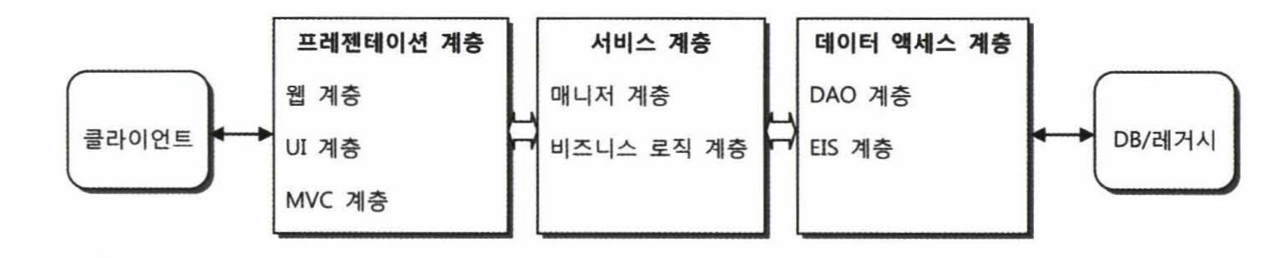 클라이언트
프레젠테이션 계층
웹 계층
UI 계층
MVC 계층
서비스 계층
매니저 계층
비즈니스 로직 계층
데이터 액세스 계층
DAO 계층
EIS 계층
DB/레거시